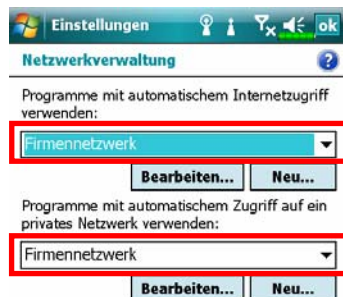 Einstellungen ok
Netzwerkverwaltung ?
Programme mit automatischem Internetzugriff
verwenden:
Firmennetzwerk
Bearbeiten... Neu...
Programme mit automatischem Zugriff auf ein
privates Netzwerk verwenden:
Firmennetzwerk
Bearbeiten... Neu...